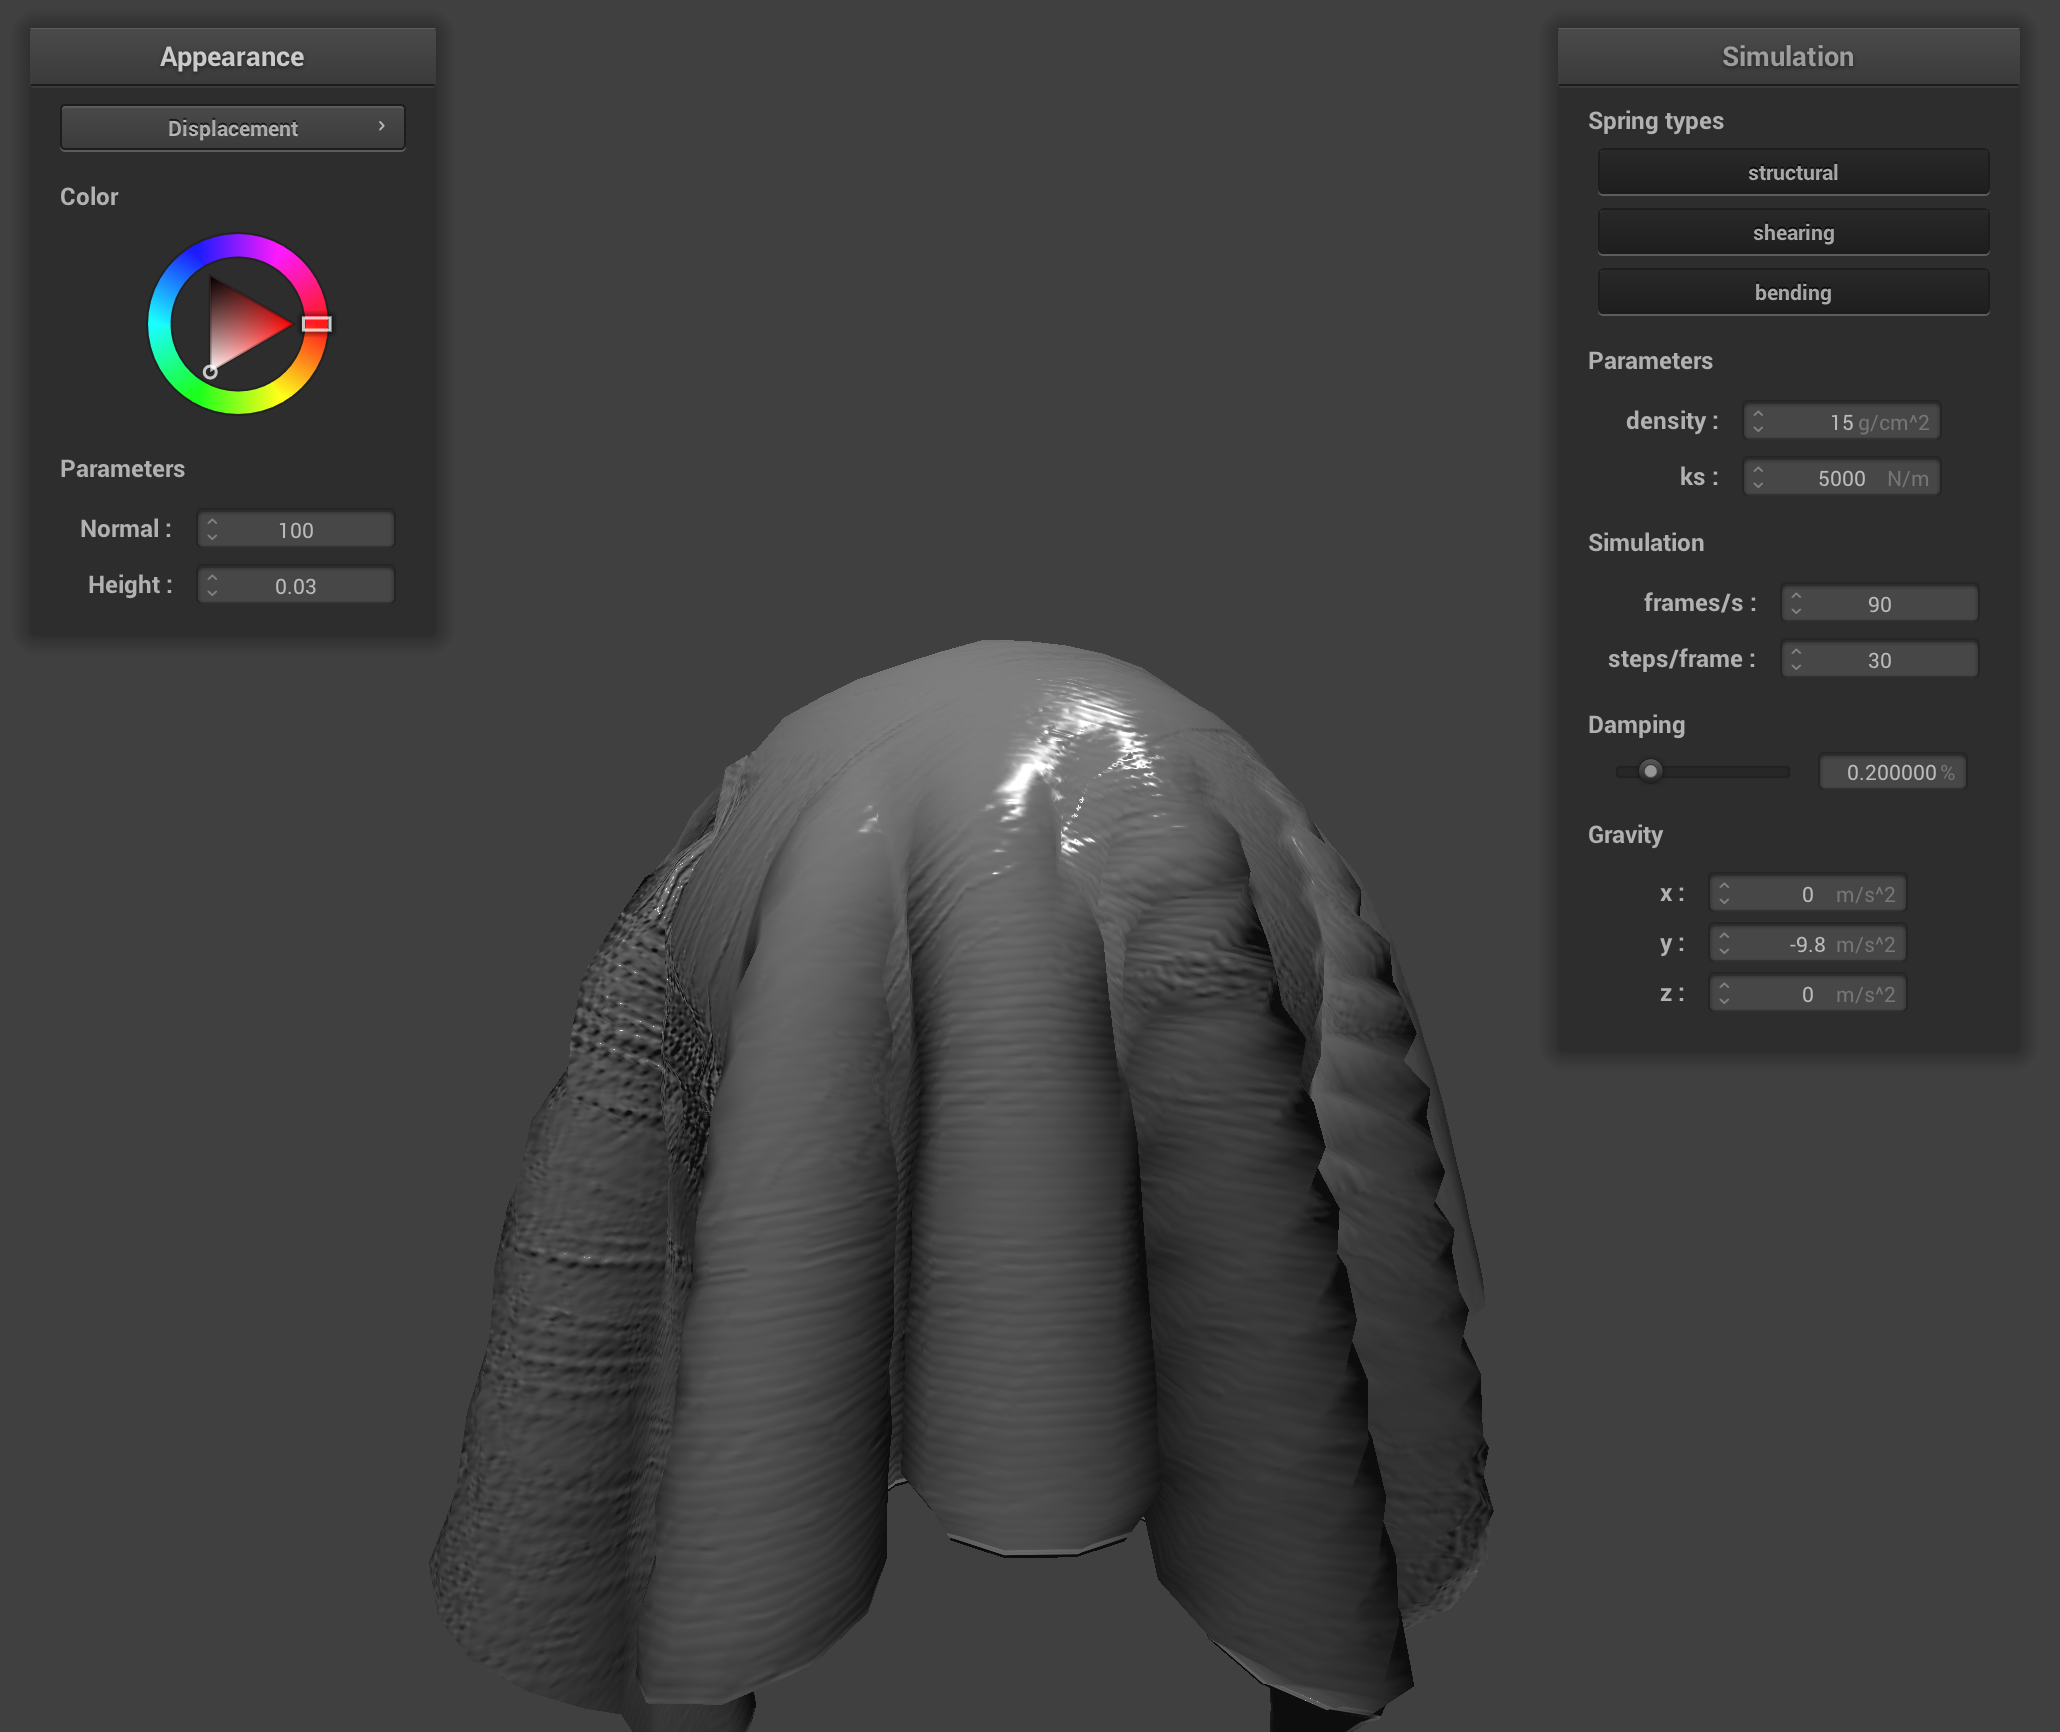 Appearance
Displacement
Color
Parameters
Normal : 100
Height : 0.03
Simulation
Spring types
structural
shearing
bending
Parameters
density : 15 g/cm^2
ks : 5000 N/m
Simulation
frames/s : 90
steps/frame : 30
Damping
0.200000 %
Gravity
x : 0 m/s^2
y : -9.8 m/s^2
z : 0 m/s^2